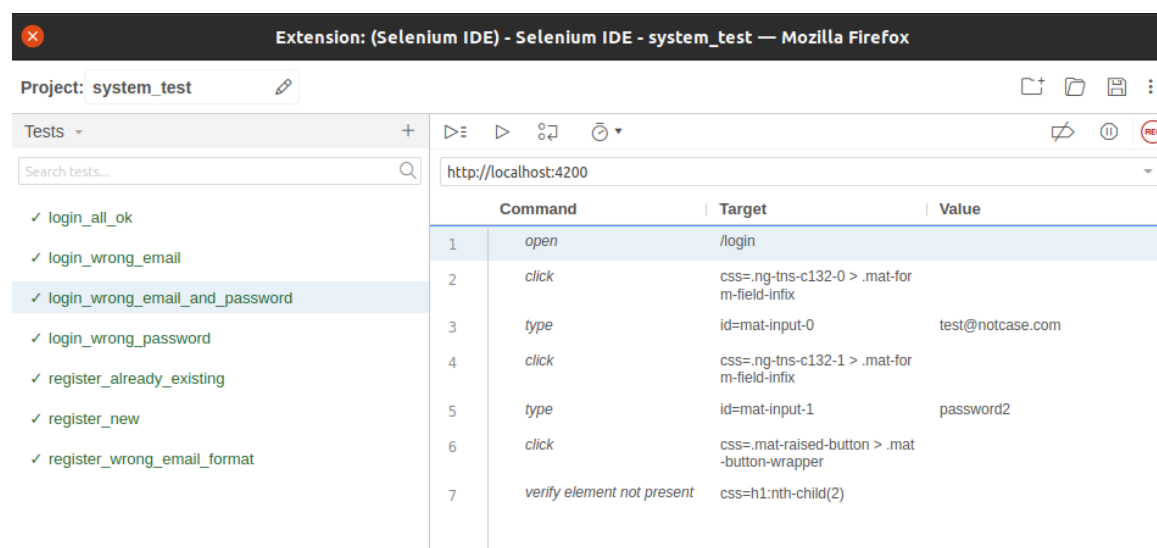 Extension: (Selenium IDE) - Selenium IDE - system_test — Mozilla Firefox
Project: system_test
Tests
Search tests...
✓ login_all_ok
✓ login_wrong_email
✓ login_wrong_email_and_password
✓ login_wrong_password
✓ register_already_existing
✓ register_new
✓ register_wrong_email_format
REC
http://localhost:4200
Command Target Value
1 open /login
2 click css=.ng-tns-c132-0 > .mat-for
m-field-infix
3 type id=mat-input-0 test@notcase.com
4 click css=.ng-tns-c132-1 > .mat-for
m-field-infix
5 type id=mat-input-1 password2
6 click css=.mat-raised-button > .mat
-button-wrapper
7 verify element not present css=h1:nth-child(2)